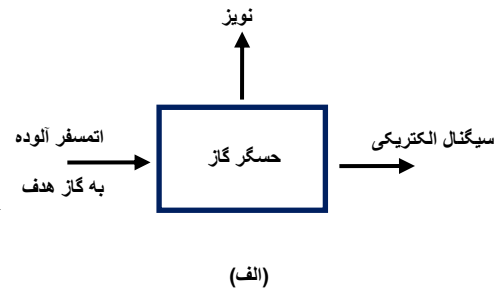 نویز
سیگنال الکتریکی
حسگر گاز
اتمسفر آلوده
به گاز هدف
(الف)